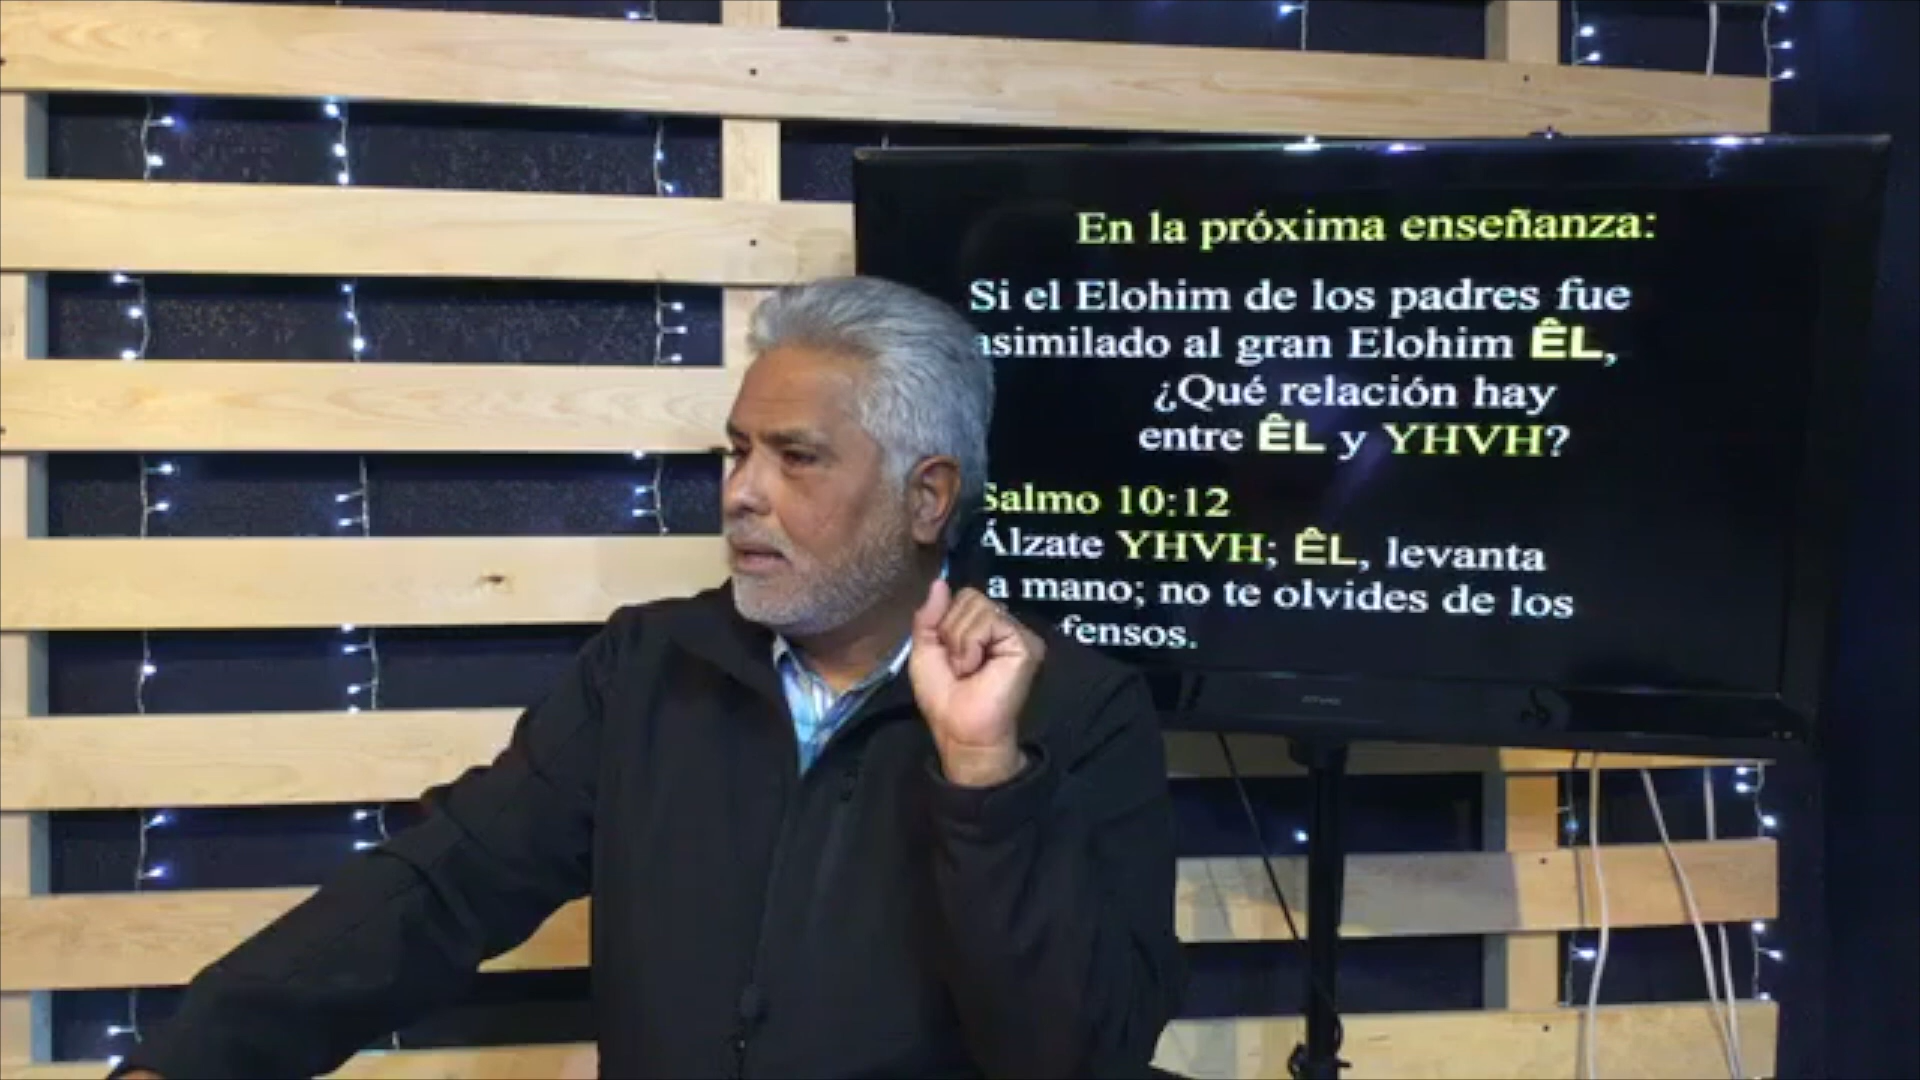 En la próxima enseñanza:
Si el Elohim de los padres fue
asimilado al gran Elohim ÊL,
¿Qué relación hay
entre ÊL y YHVH?
Salmo 10:12
Álzate YHVH; ÊL, levanta
a mano; no te olvides de los
fensos.